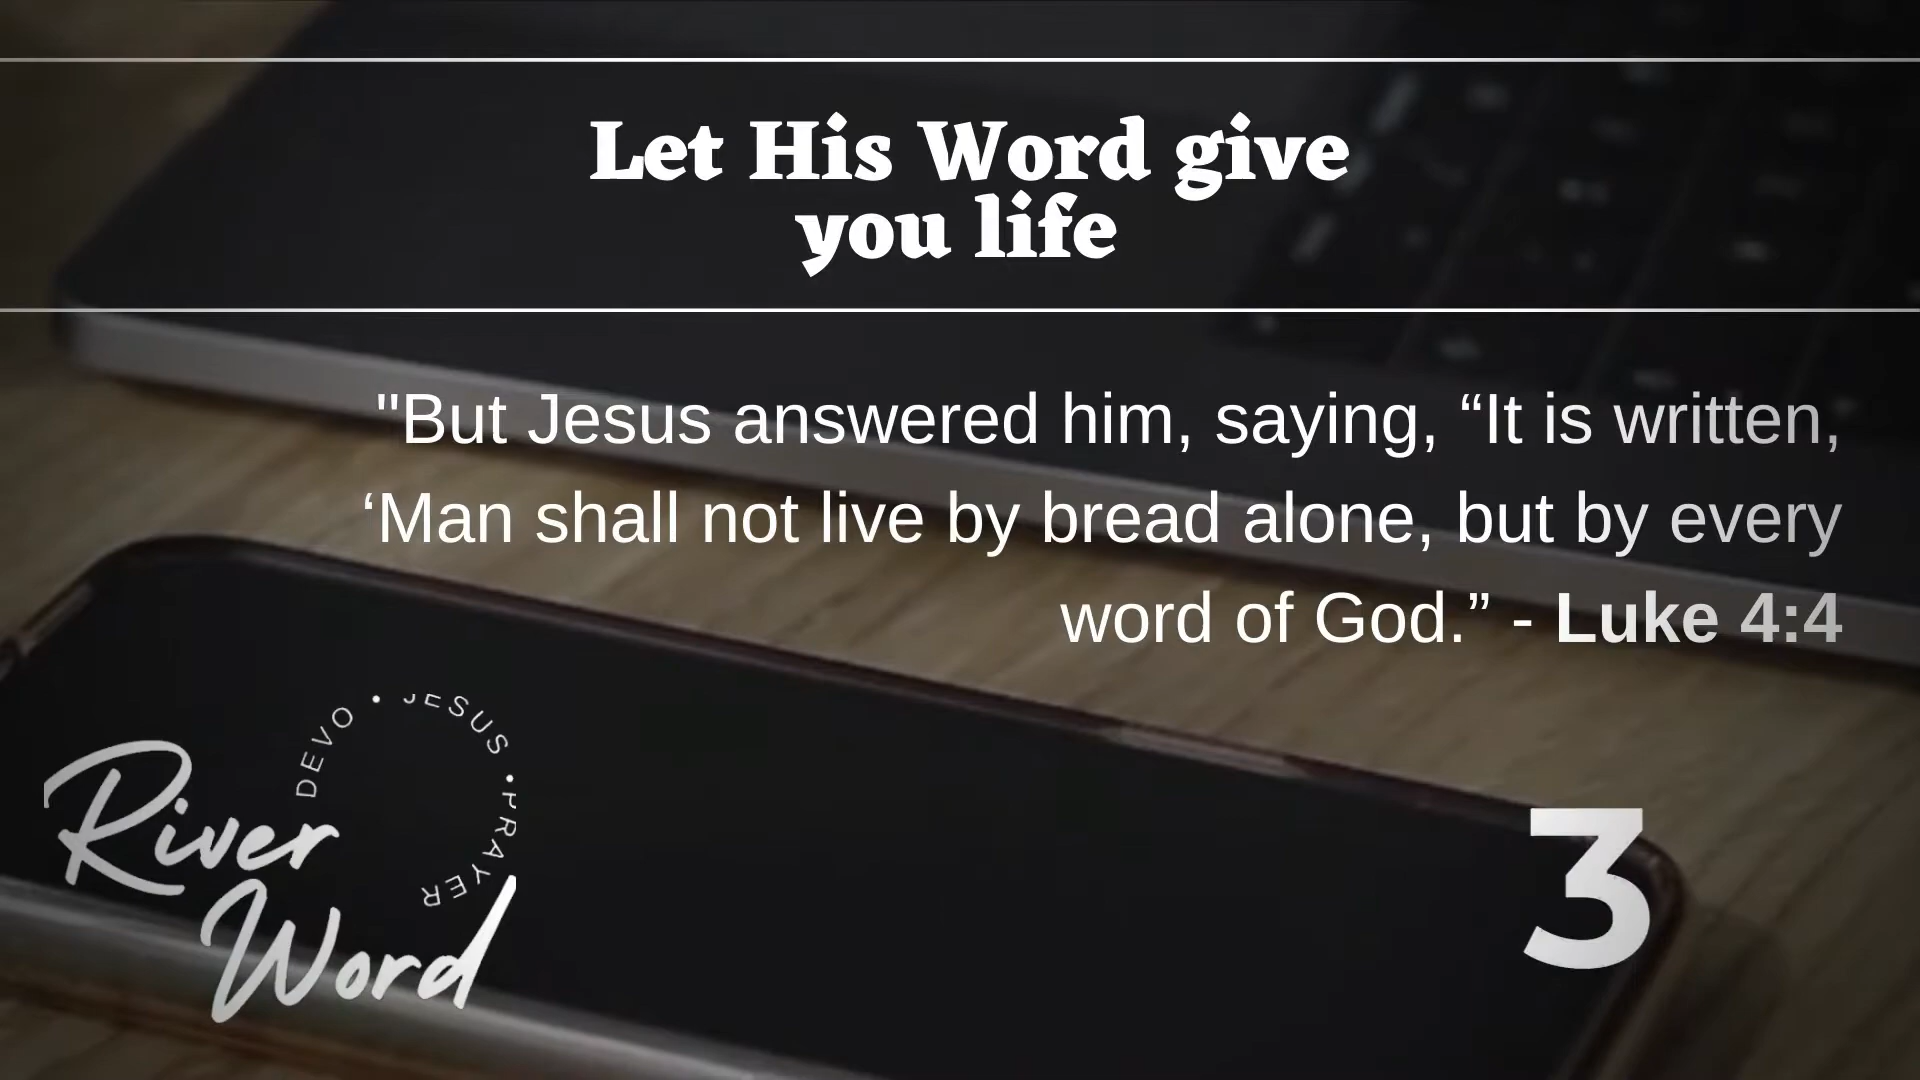 Let His Word give
you life
"But Jesus answered him, saying, “It is written,
‘Man shall not live by bread alone, but by every
word of God.” - Luke 4:4
DEVO • JESUS • PRAYER
River
Word
3